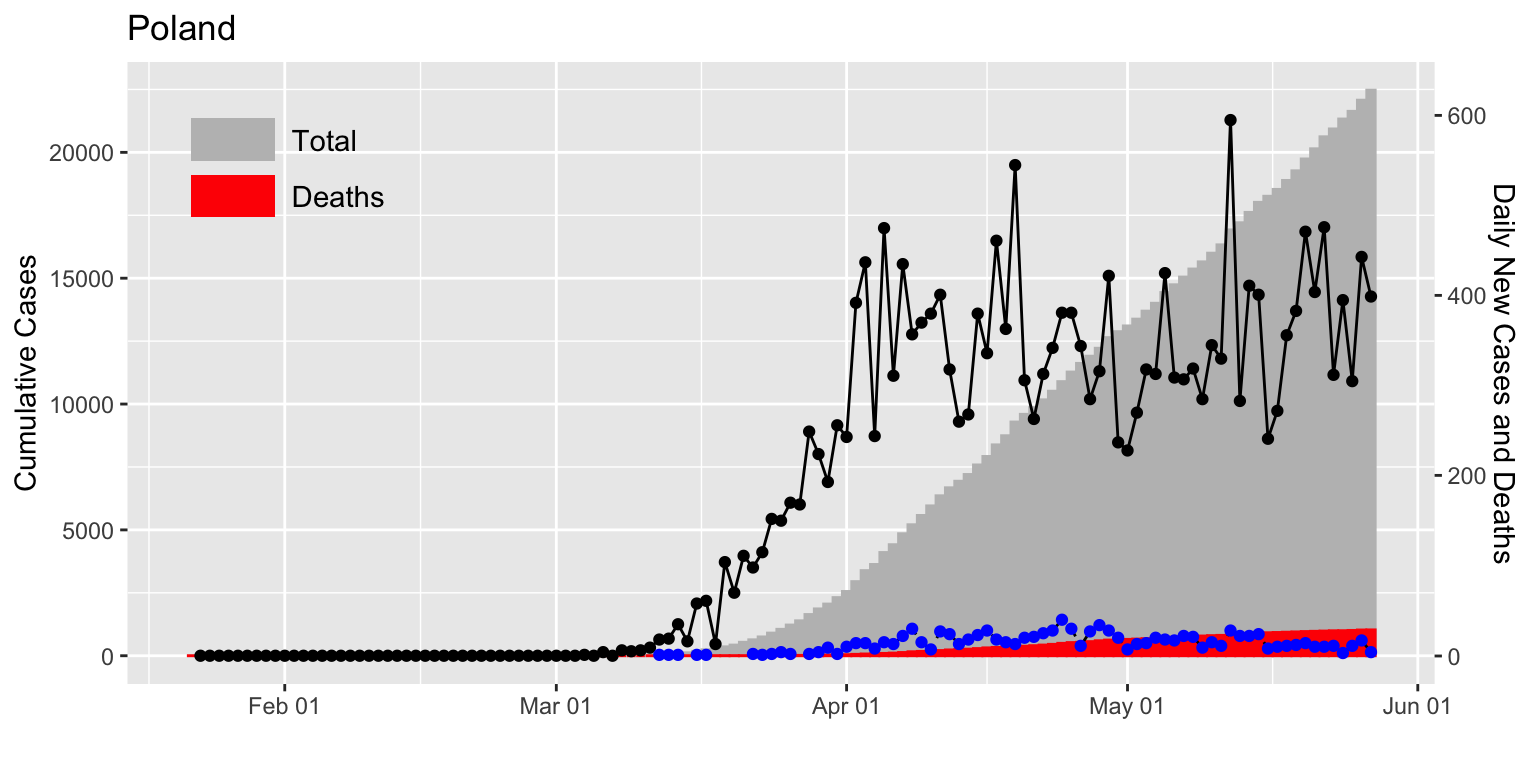 Poland
Total
Deaths
Cumulative Cases
20000
15000
10000
5000
0
600
400
200
0
Daily New Cases and Deaths
Feb 01
Mar 01
Apr 01
May 01
Jun 01